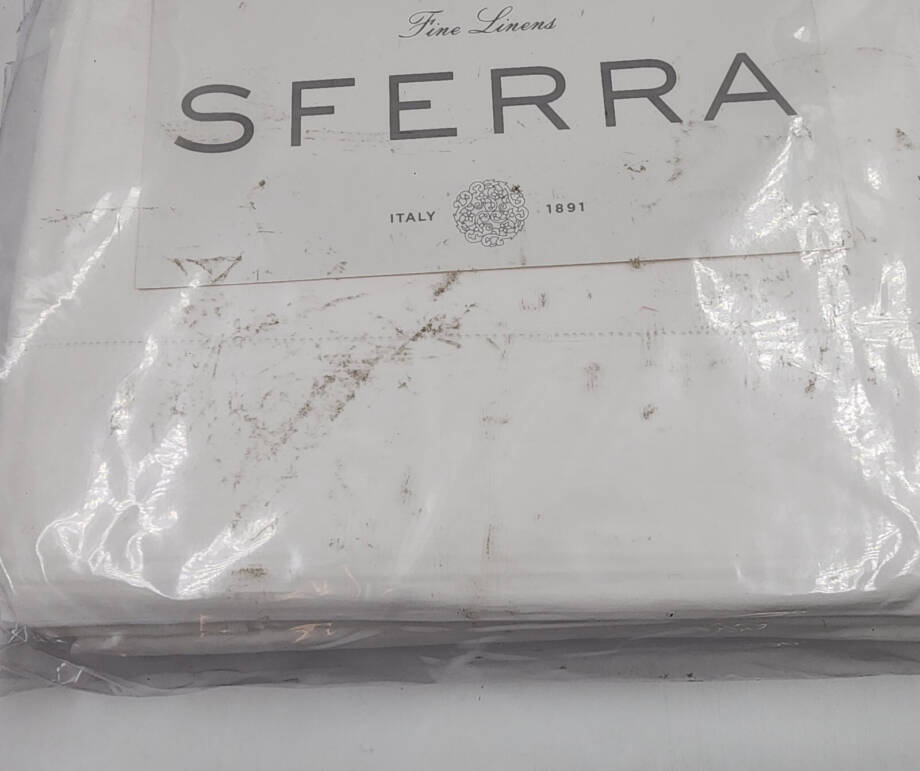 Fine Linens
SFERRA
ITALY 1891